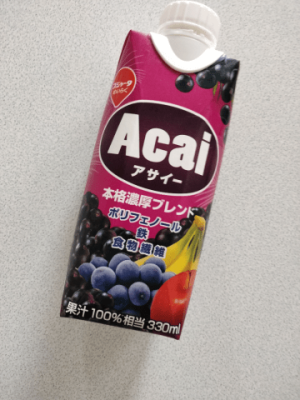 Acai
アサイー
本格濃厚ブレンド
ポリフェノール
鉄
食物繊維
果汁100%相当 330ml